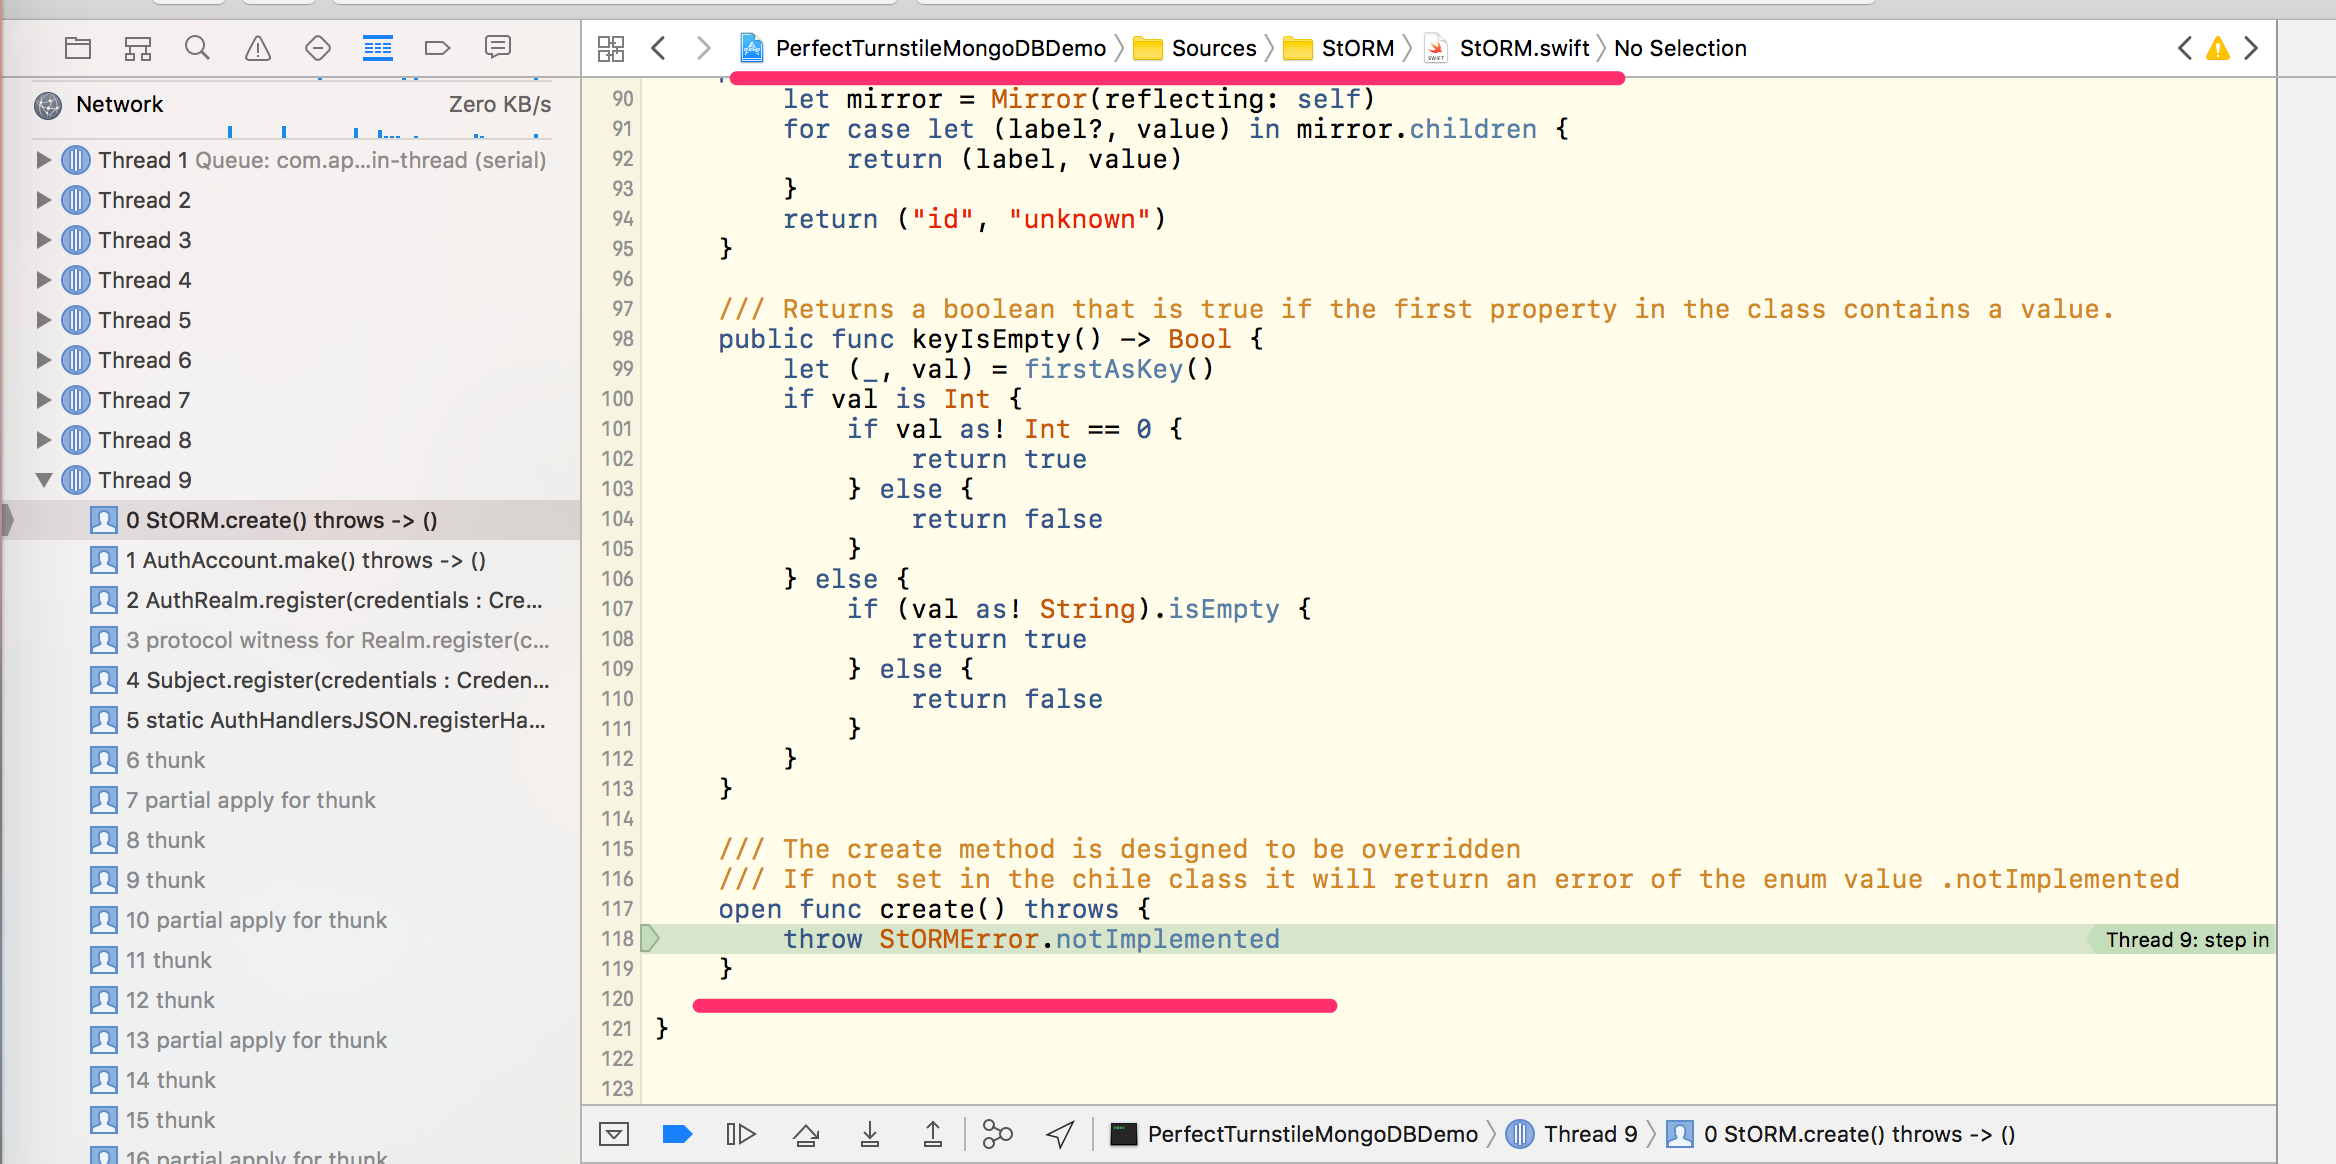 PerfectTurnstileMongoDBDemo Sources StORM StORM.swift No Selection
Network Zero KB/s
Thread 1 Queue: com.ap...in-thread (serial)
Thread 2
Thread 3
Thread 4
Thread 5
Thread 6
Thread 7
Thread 8
Thread 9
0 StORM.create() throws -> ()
1 AuthAccount.make() throws -> ()
2 AuthRealm.register(credentials : Cre...
3 protocol witness for Realm.register(c...
4 Subject.register(credentials : Creden...
5 static AuthHandlersJSON.registerHa...
6 thunk
7 partial apply for thunk
8 thunk
9 thunk
10 partial apply for thunk
11 thunk
12 thunk
13 partial apply for thunk
14 thunk
15 thunk
16 partial apply for thunk
90 let mirror = Mirror(reflecting: self)
91 for case let (label?, value) in mirror.children {
92 return (label, value)
93 }
94 return ("id", "unknown")
95 }
96
97 /// Returns a boolean that is true if the first property in the class contains a value.
98 public func keyIsEmpty() -> Bool {
99 let (_, val) = firstAsKey()
100 if val is Int {
101 if val as! Int == 0 {
102 return true
103 } else {
104 return false
105 }
106 } else {
107 if (val as! String).isEmpty {
108 return true
109 } else {
110 return false
111 }
112 }
113 }
114
115 /// The create method is designed to be overridden
116 /// If not set in the chile class it will return an error of the enum value .notImplemented
117 open func create() throws {
118 throw StORMError.notImplemented Thread 9: step in
119 }
120
121 }
122
123
PerfectTurnstileMongoDBDemo Thread 9 0 StORM.create() throws -> ()